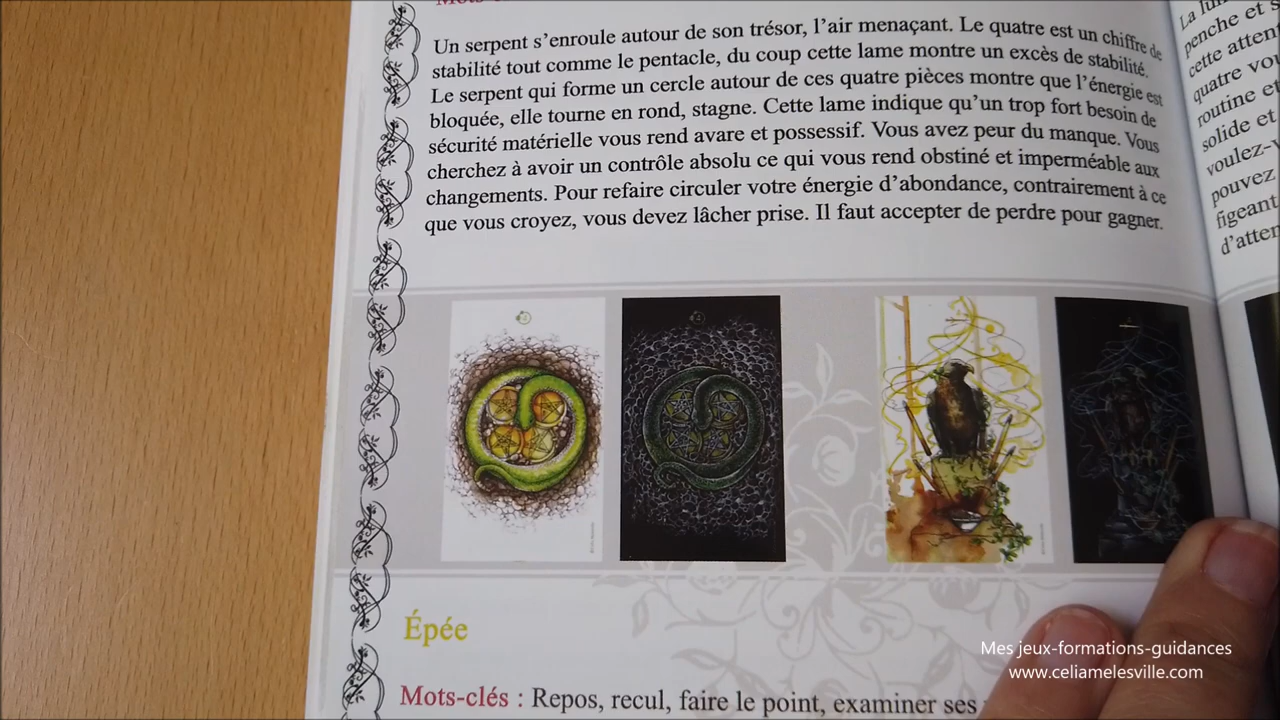 Mots-c
Un serpent s'enroule autour de son trésor, l'air menaçant. Le quatre est un chiffre de
stabilité tout comme le pentacle, du coup cette lame montre un excès de stabilité.
Le serpent qui forme un cercle autour de ces quatre pièces montre que l'énergie est
bloquée, elle tourne en rond, stagne. Cette lame indique qu'un trop fort besoin de
sécurité matérielle vous rend avare et possessif. Vous avez peur du manque. Vous
cherchez à avoir un contrôle absolu ce qui vous rend obstiné et imperméable aux
changements. Pour refaire circuler votre énergie d'abondance, contrairement à ce
que vous croyez, vous devez lâcher prise. Il faut accepter de perdre pour gagner.
La lun
penche et s
cette attent
quatre vou
routine et
solide et
voulez-v
pouvez
figeant
d'atten
Épée
Mots-clés : Repos, recul, faire le point, examiner ses
Mes jeux-formations-guidances
www.celiamelesville.com